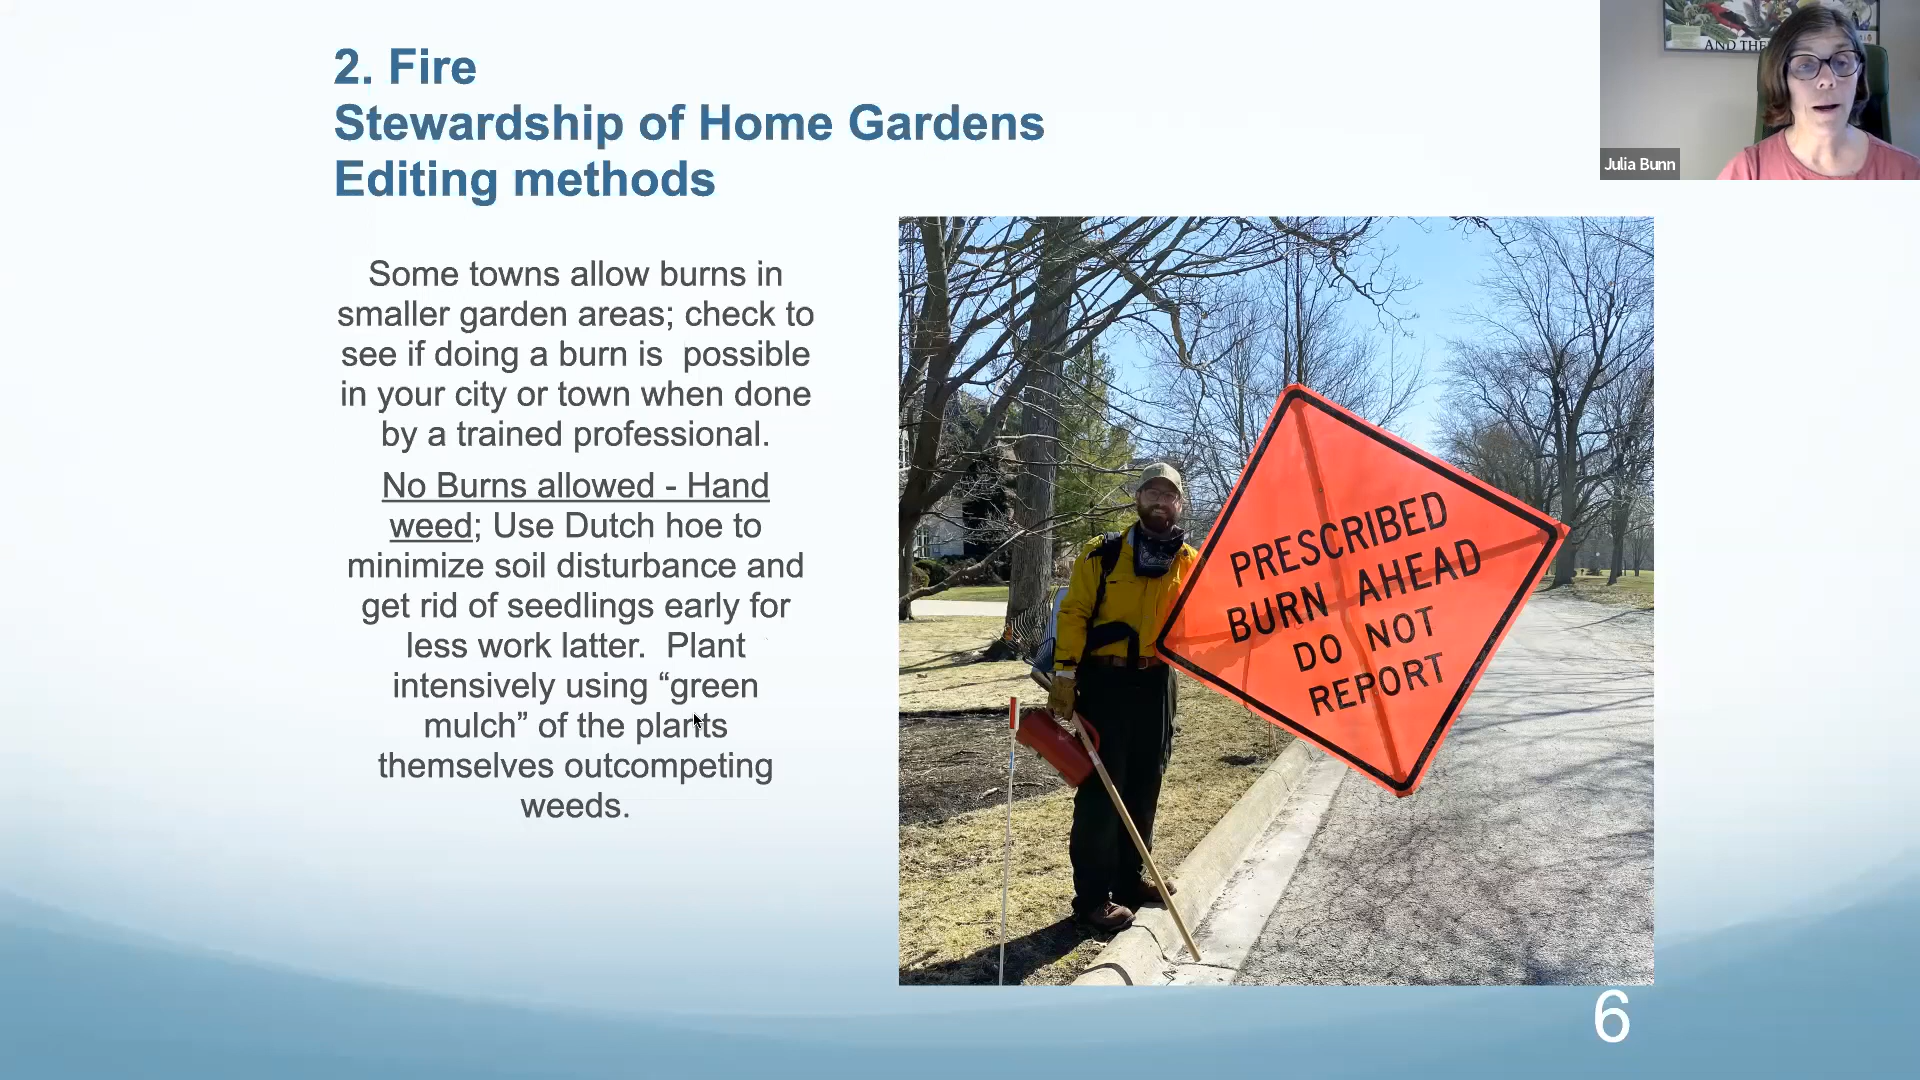 2. Fire
Stewardship of Home Gardens
Editing methods
AND THE
Julia Bunn
Some towns allow burns in
smaller garden areas; check to
see if doing a burn is  possible
in your city or town when done
by a trained professional.
No Burns allowed - Hand
weed; Use Dutch hoe to
minimize soil disturbance and
get rid of seedlings early for
less work latter.  Plant
intensively using “green
mulch” of the plants
themselves outcompeting
weeds.
PRESCRIBED
BURN AHEAD
DO NOT
REPORT
6